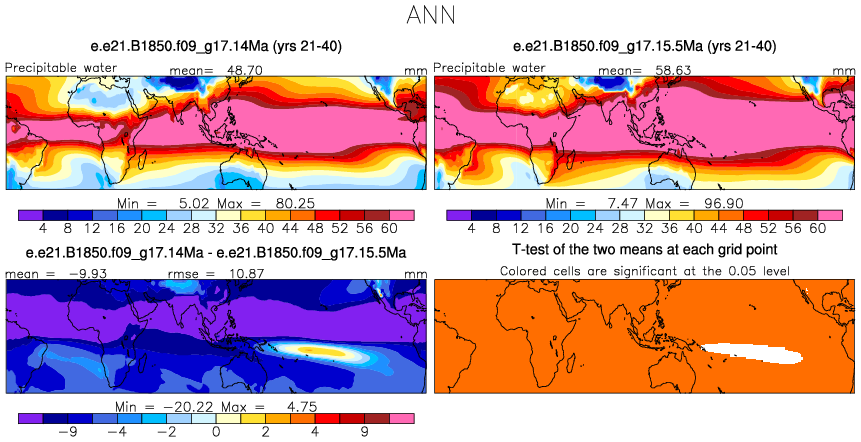 ANN
e.e21.B1850.f09_g17.14Ma (yrs 21-40)
Precipitable water mean= 48.70 mm
Min = 5.02 Max = 80.25
4 8 12 16 20 24 28 32 36 40 44 48 52 56 60
e.e21.B1850.f09_g17.15.5Ma (yrs 21-40)
Precipitable water mean= 58.63 mm
Min = 7.47 Max = 96.90
4 8 12 16 20 24 28 32 36 40 44 48 52 56 60
e.e21.B1850.f09_g17.14Ma - e.e21.B1850.f09_g17.15.5Ma
mean = -9.93 rmse = 10.87 mm
Min = -20.22 Max = 4.75
-9 -4 -2 0 2 4 9
T-test of the two means at each grid point
Colored cells are significant at the 0.05 level